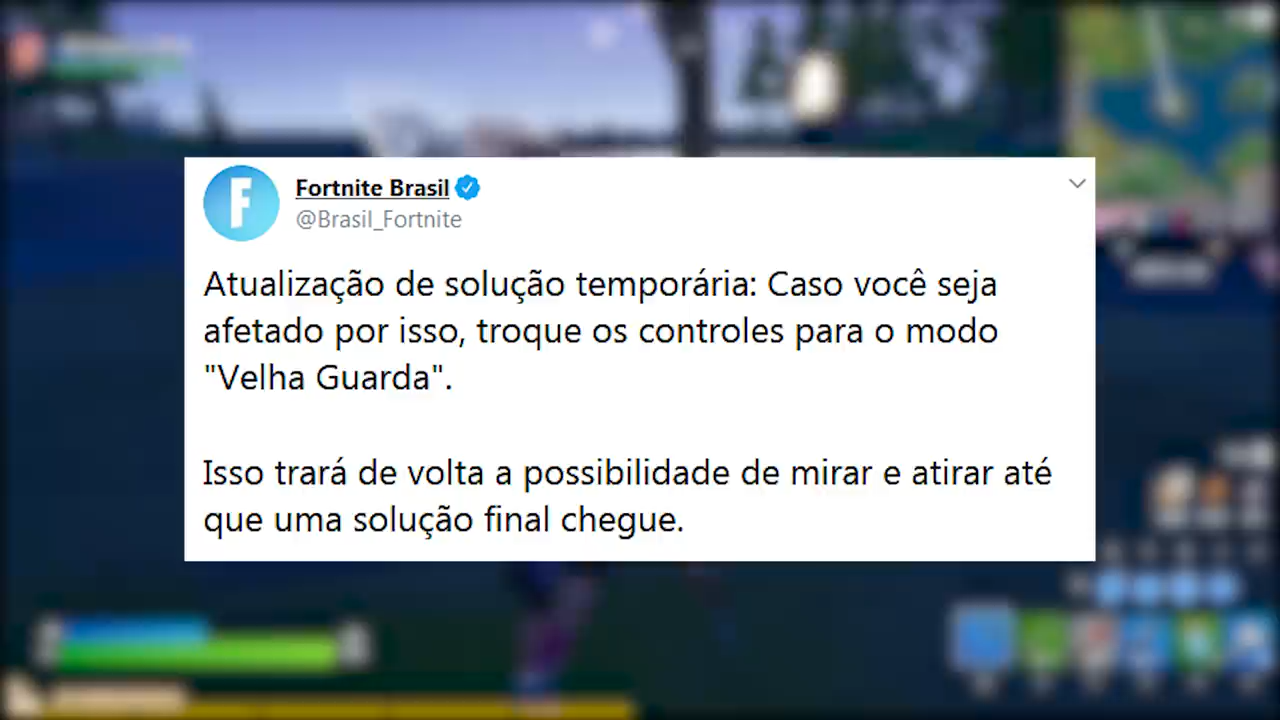 F
Fortnite Brasil
@Brasil_Fortnite
Atualização de solução temporária: Caso você seja
afetado por isso, troque os controles para o modo
"Velha Guarda".
Isso trará de volta a possibilidade de mirar e atirar até
que uma solução final chegue.